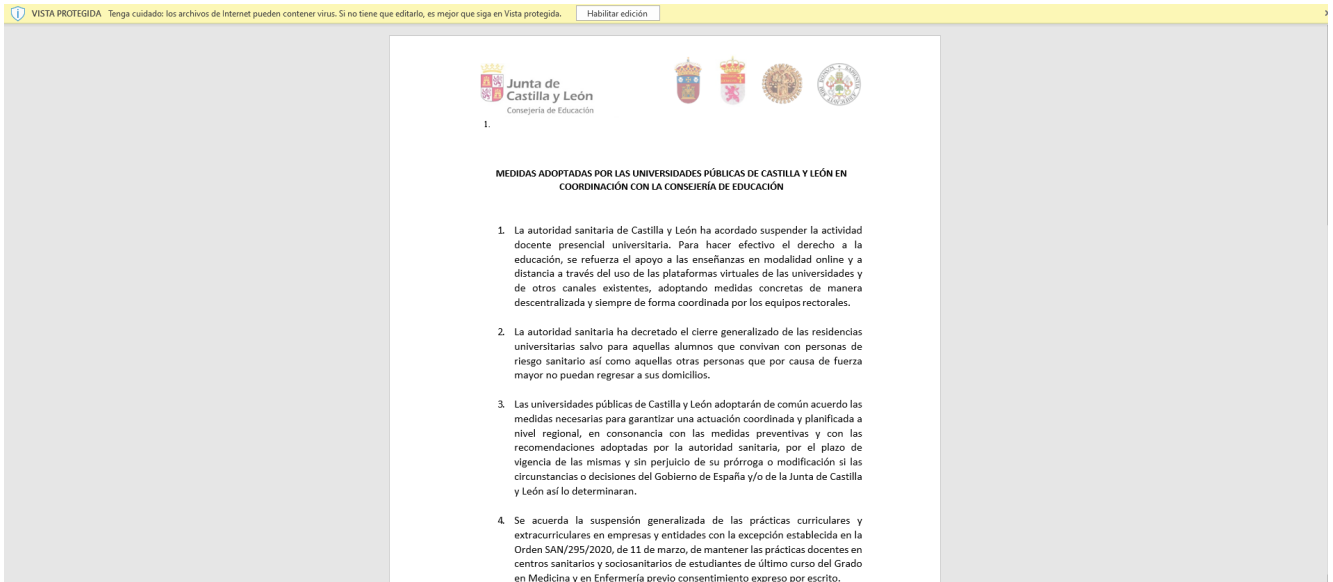 VISTA PROTEGIDA Tenga cuidado: los archivos de Internet pueden contener virus. Si no tiene que editarlo, es mejor que siga en Vista protegida. Habilitar edición
Junta de
Castilla y León
Consejería de Educación
1.
MEDIDAS ADOPTADAS POR LAS UNIVERSIDADES PÚBLICAS DE CASTILLA Y LEÓN EN
COORDINACIÓN CON LA CONSEJERÍA DE EDUCACIÓN
1. La autoridad sanitaria de Castilla y León ha acordado suspender la actividad
docente presencial universitaria. Para hacer efectivo el derecho a la
educación, se refuerza el apoyo a las enseñanzas en modalidad online y a
distancia a través del uso de las plataformas virtuales de las universidades y
de otros canales existentes, adoptando medidas concretas de manera
descentralizada y siempre de forma coordinada por los equipos rectorales.
2. La autoridad sanitaria ha decretado el cierre generalizado de las residencias
universitarias salvo para aquellas alumnos que convivan con personas de
riesgo sanitario así como aquellas otras personas que por causa de fuerza
mayor no puedan regresar a sus domicilios.
3. Las universidades públicas de Castilla y León adoptarán de común acuerdo las
medidas necesarias para garantizar una actuación coordinada y planificada a
nivel regional, en consonancia con las medidas preventivas y con las
recomendaciones adoptadas por la autoridad sanitaria, por el plazo de
vigencia de las mismas y sin perjuicio de su prórroga o modificación si las
circunstancias o decisiones del Gobierno de España y/o de la Junta de Castilla
y León así lo determinaran.
4. Se acuerda la suspensión generalizada de las prácticas curriculares y
extracurriculares en empresas y entidades con la excepción establecida en la
Orden SAN/295/2020, de 11 de marzo, de mantener las prácticas docentes en
centros sanitarios y sociosanitarios de estudiantes de último curso del Grado
en Medicina y en Enfermería previo consentimiento expreso por escrito.